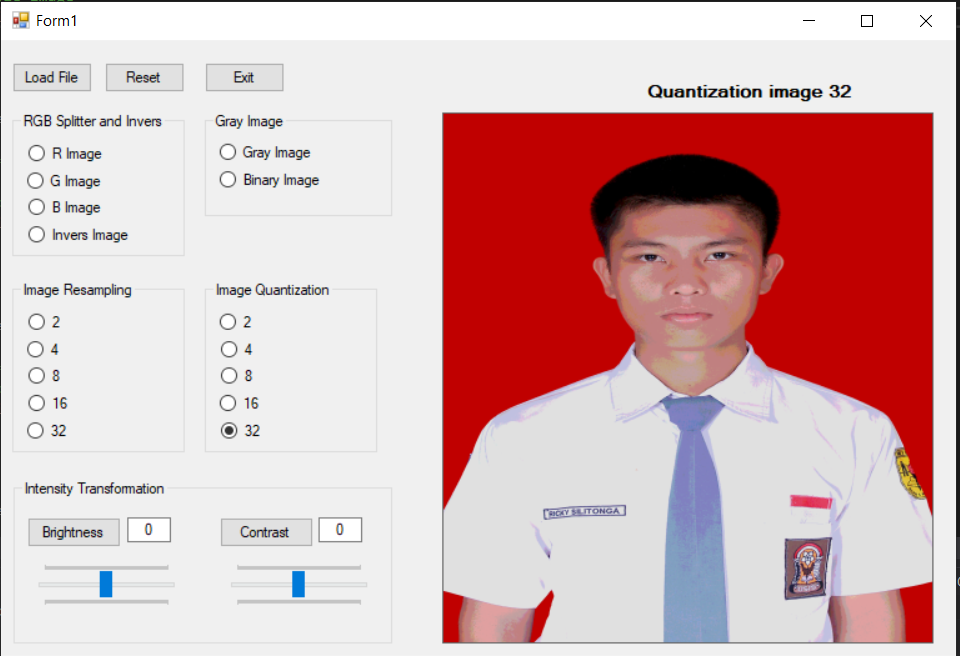 Form1
Load File
Reset
Exit
Quantization image 32
RGB Splitter and Invers
R Image
G Image
B Image
Invers Image
Gray Image
Gray Image
Binary Image
Image Resampling
2
4
8
16
32
Image Quantization
2
4
8
16
32
Intensity Transformation
Brightness
0
Contrast
0
RICKY SILITONGA